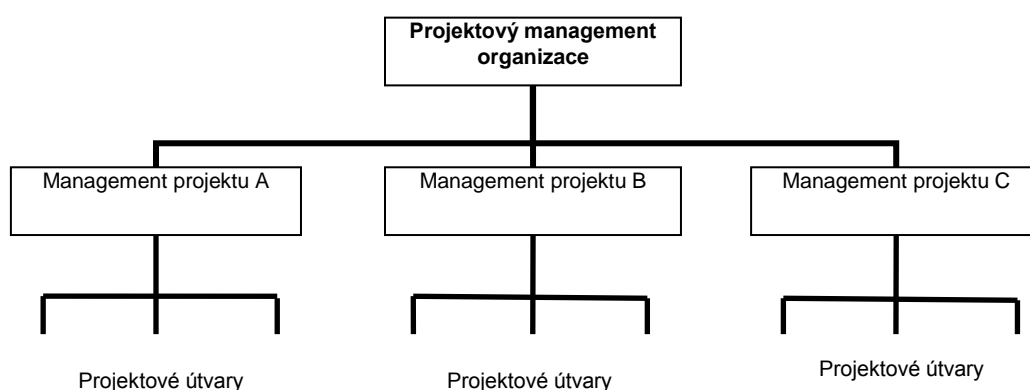 Projektový management
organizace
Management projektu A
Management projektu B
Management projektu C
Projektové útvary
Projektové útvary
Projektové útvary